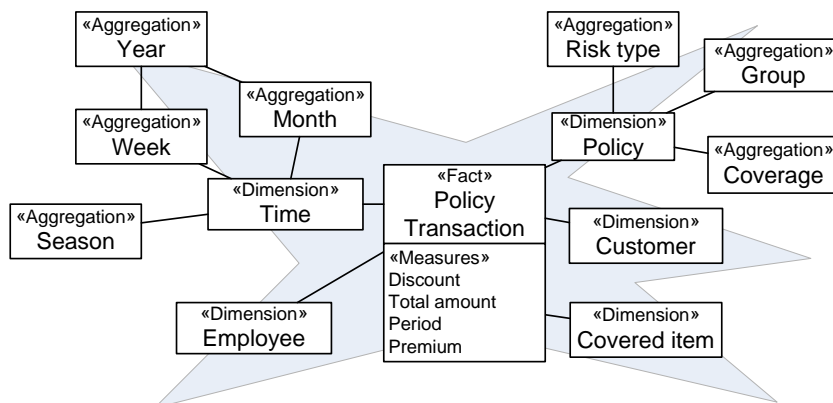 «Aggregation»
Year
«Aggregation»
Risk type
«Aggregation»
Group
«Aggregation»
Week
«Aggregation»
Month
«Dimension»
Policy
«Aggregation»
Coverage
«Dimension»
Time
«Fact»
Policy
Transaction
«Aggregation»
Season
«Dimension»
Customer
«Measures»
Discount
Total amount
Period
Premium
«Dimension»
Employee
«Dimension»
Covered item